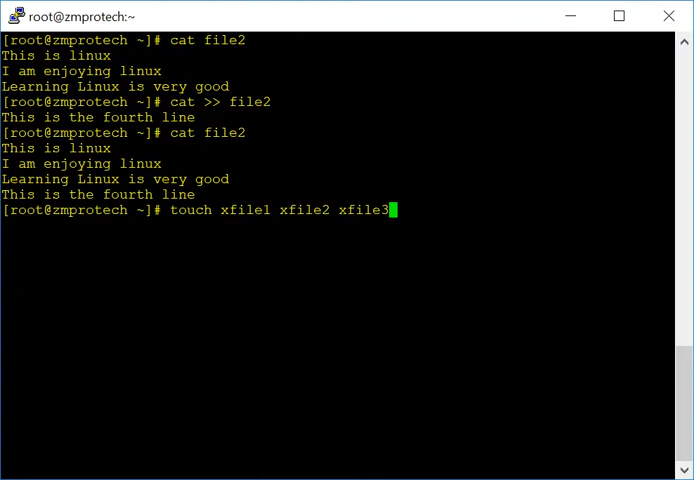 root@zmprotech:~
[root@zmprotech ~]# cat file2
This is linux
I am enjoying linux
Learning Linux is very good
[root@zmprotech ~]# cat >> file2
This is the fourth line
[root@zmprotech ~]# cat file2
This is linux
I am enjoying linux
Learning Linux is very good
This is the fourth line
[root@zmprotech ~]# touch xfile1 xfile2 xfile3